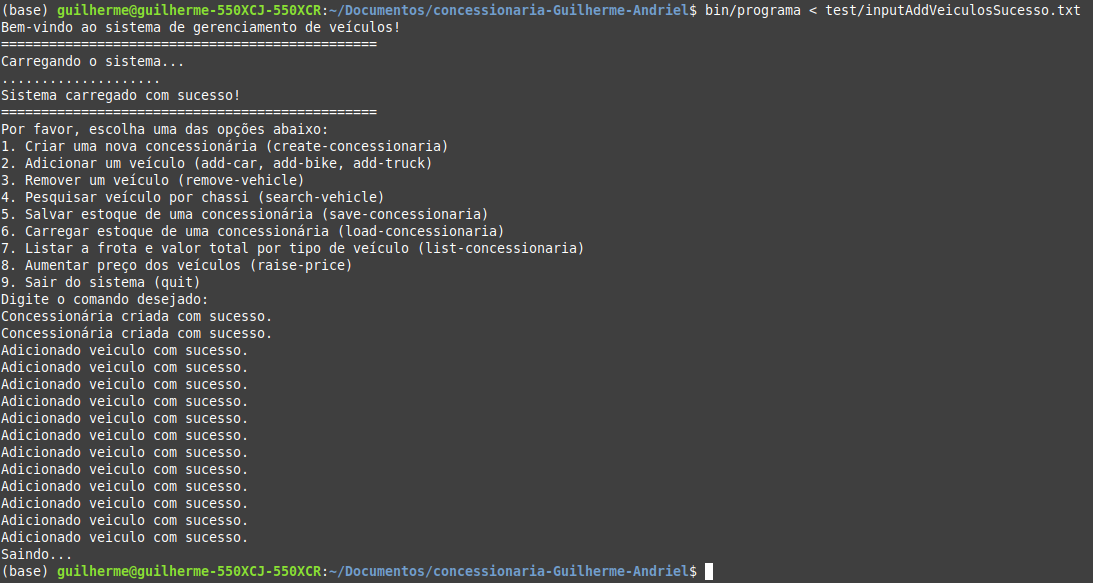 (base) guilherme@guilherme-550XCJ-550XCR:~/Documentos/concessionaria-Guilherme-Andriel$ bin/programa < test/inputAddVeiculosSucesso.txt
Bem-vindo ao sistema de gerenciamento de veículos!
===============================================
Carregando o sistema...
....................
Sistema carregado com sucesso!
===============================================
Por favor, escolha uma das opções abaixo:
1. Criar uma nova concessionária (create-concessionaria)
2. Adicionar um veículo (add-car, add-bike, add-truck)
3. Remover um veículo (remove-vehicle)
4. Pesquisar veículo por chassi (search-vehicle)
5. Salvar estoque de uma concessionária (save-concessionaria)
6. Carregar estoque de uma concessionária (load-concessionaria)
7. Listar a frota e valor total por tipo de veículo (list-concessionaria)
8. Aumentar preço dos veículos (raise-price)
9. Sair do sistema (quit)
Digite o comando desejado:
Concessionária criada com sucesso.
Concessionária criada com sucesso.
Adicionado veiculo com sucesso.
Adicionado veiculo com sucesso.
Adicionado veiculo com sucesso.
Adicionado veiculo com sucesso.
Adicionado veiculo com sucesso.
Adicionado veiculo com sucesso.
Adicionado veiculo com sucesso.
Adicionado veiculo com sucesso.
Adicionado veiculo com sucesso.
Adicionado veiculo com sucesso.
Adicionado veiculo com sucesso.
Adicionado veiculo com sucesso.
Saindo...
(base) guilherme@guilherme-550XCJ-550XCR:~/Documentos/concessionaria-Guilherme-Andriel$